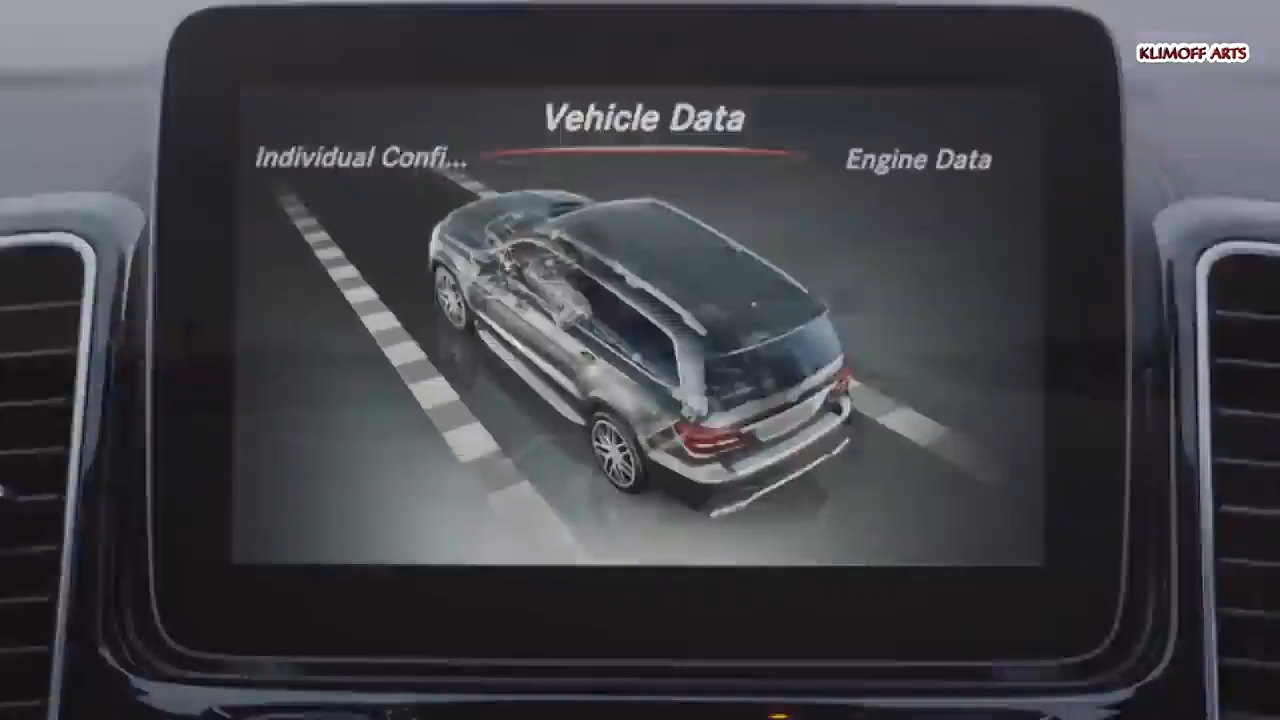 KLIMOFF ARTS
Vehicle Data
Individual Confi...
Engine Data